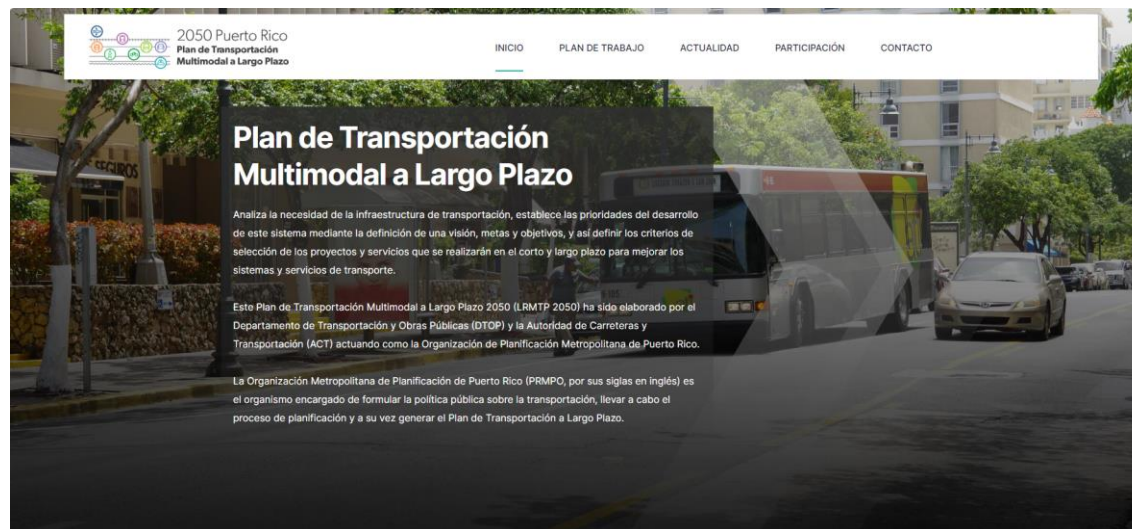 2050 Puerto Rico
Plan de Transportación
Multimodal a Largo Plazo
INICIO PLAN DE TRABAJO ACTUALIDAD PARTICIPACIÓN CONTACTO
SEGUROS
Plan de Transportación
Multimodal a Largo Plazo
Analiza la necesidad de la infraestructura de transportación, establece las prioridades del desarrollo
de este sistema mediante la definición de una visión, metas y objetivos, y así definir los criterios de
selección de los proyectos y servicios que se realizarán en el corto y largo plazo para mejorar los
sistemas y servicios de transporte.
Este Plan de Transportación Multimodal a Largo Plazo 2050 (LRMTP 2050) ha sido elaborado por el
Departamento de Transportación y Obras Públicas (DTOP) y la Autoridad de Carreteras y
Transportación (ACT) actuando como la Organización de Planificación Metropolitana de Puerto Rico.
La Organización Metropolitana de Planificación de Puerto Rico (PRMPO, por sus siglas en inglés) es
el organismo encargado de formular la política pública sobre la transportación, llevar a cabo el
proceso de planificación y a su vez generar el Plan de Transportación a Largo Plazo.